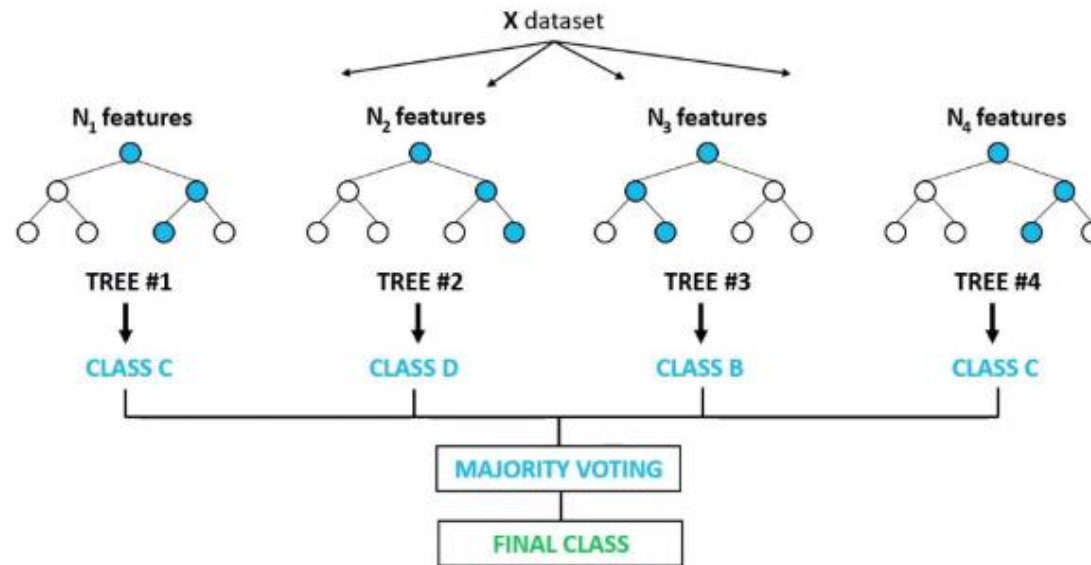 X dataset
N₁ features
N₂ features
N₃ features
N₄ features
TREE #1
TREE #2
TREE #3
TREE #4
CLASS C
CLASS D
CLASS B
CLASS C
MAJORITY VOTING
FINAL CLASS